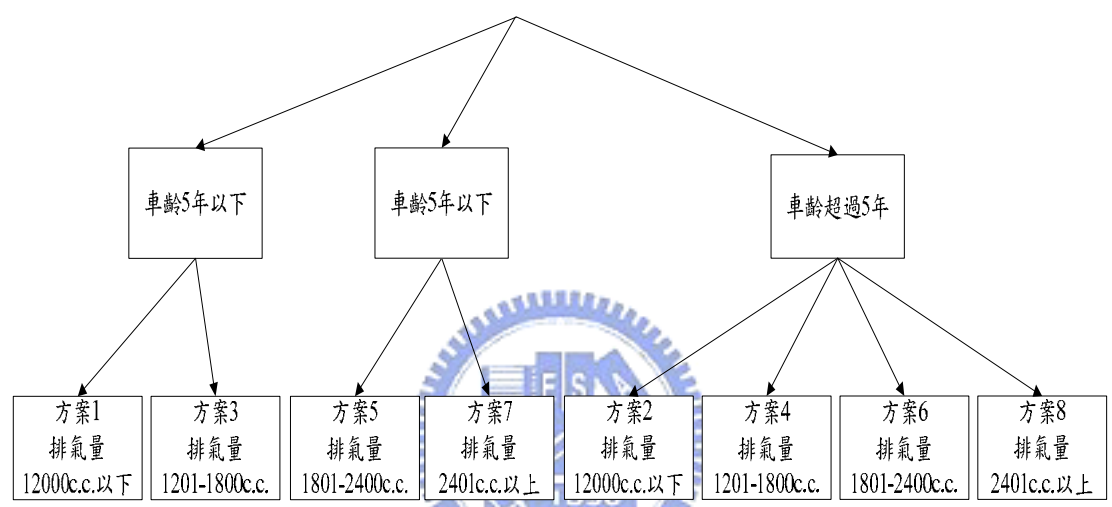 車齡5年以下
車齡5年以下
車齡超過5年
方案1
排氣量
12000c.c.以下
方案3
排氣量
1201-1800c.c.
方案5
排氣量
1801-2400c.c.
方案7
排氣量
2401c.c.以上
方案2
排氣量
12000c.c.以下
方案4
排氣量
1201-1800c.c.
方案6
排氣量
1801-2400c.c.
方案8
排氣量
2401c.c.以上